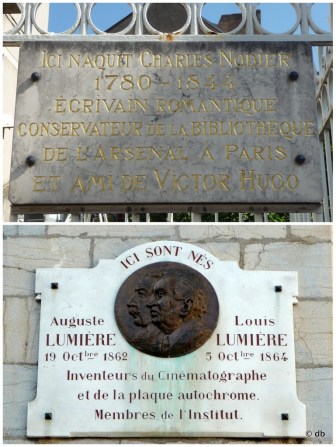 ICI NAQUIT CHARLES NODIER
1780-1844
ÉCRIVAIN ROMANTIQUE
CONSERVATEUR DE LA BIBLIOTHEQUE
DE L'ARSENAL A PARIS
ET AMI DE VICTOR HUGO
ICI SONT NÉS
Auguste
LUMIÈRE
19 Octbre 1862
Louis
LUMIÈRE
5 Octbre 1864
Inventeurs du Cinématographe
et de la plaque autochrome.
Membres de l'Institut.
© db